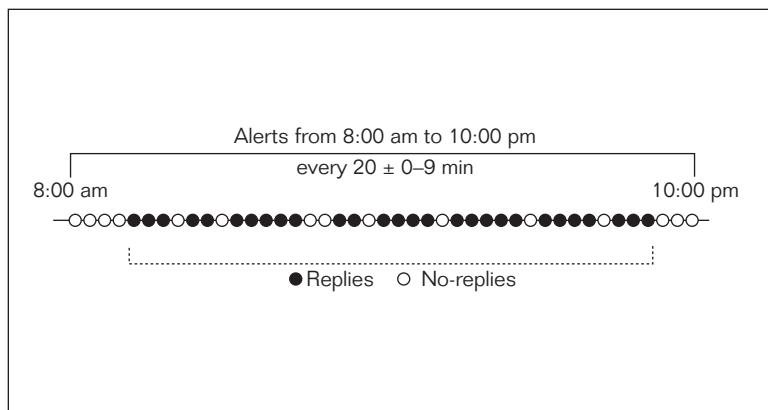 Alerts from 8:00 am to 10:00 pm
every 20 ± 0–9 min
8:00 am 10:00 pm
Replies No-replies